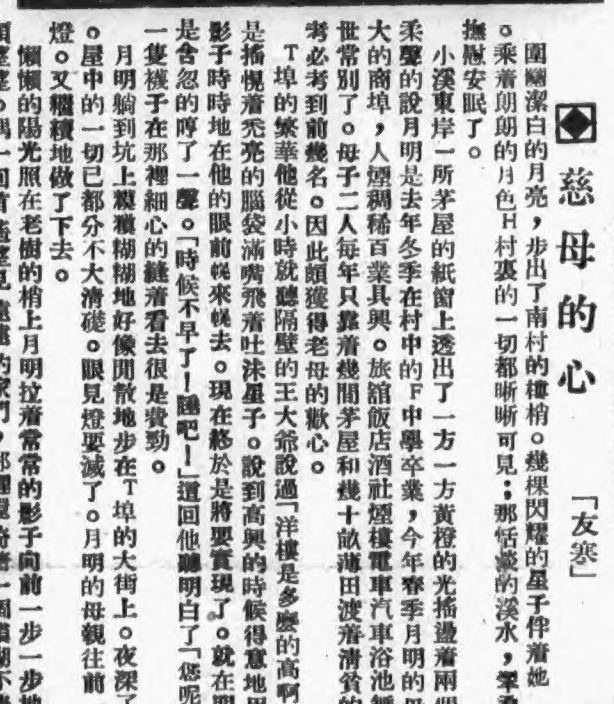 慈母的心
「友寒」
圓圓潔白的月亮，步出了南村的樓梢。幾棵閃耀的星子伴着她
。乘着朗朗的月色H村裏的一切都晰晰可見；那恬淡的溪水，
撫慰安眠了。
小溪東岸一所茅屋的紙窗上透出了一方一方黃橙的光搖盪着兩個
柔聲的說月明是去年冬季在村中的F中學卒業，今年春季月明的母
大的商埠，人煙稠稀百業具興。旅舘飯店酒社煙樓電車汽車浴池
世常別了。母子二人每年只靠着幾間茅屋和幾十畝薄田渡着清貧的
考必考到前幾名。因此頗獲得老母的歡心。
T埠的繁華他從小時就聽隔壁的王大爺說過「洋樓是多麼的高啊
是搖愰着禿亮的腦袋滿嘴飛着吐沫星子。說到高興的時候得意地用
影子時時地在他的眼前愰來愰去。現在終於是將要實現了。就在明
是舍忽的哼了一聲。「時候不早了！睡吧！」這回他聽明白了「您呢
一隻襪子在那裡細心的縫着看去很是費勁。
月明躺到坑上糢糢糊糊地好像閒散地步在T埠的大街上。夜深了
。屋中的一切已都分不大清礎。眼見燈要滅了。月明的母親往前
燈。又繼續地做了下去。
懶懶的陽光照在老樹的梢上月明拉着常常的影子向前一步一步地